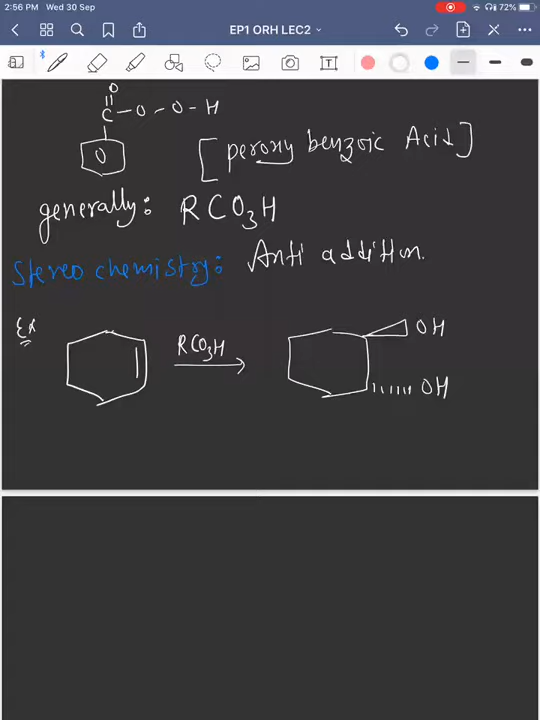 2:56 PM Wed 30 Sep
72%
EP1 ORH LEC2
T
O
C - O - O - H
O
[peroxy benzoic Acid]
generally: RCO3H
Stereo chemistry: Anti addition.
Ex
RCO3H
OH
OH